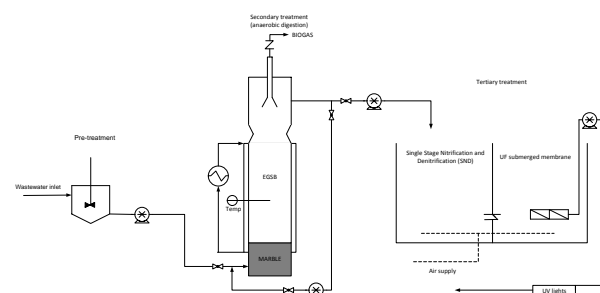 Secondary treatment
(anaerobic digestion)
BIOGAS
Tertiary treatment
Pre-treatment
Single Stage Nitrification and
Denitrification (SND)
UF submerged membrane
EGSB
Wastewater inlet
Temp
MARBLE
Air supply
UV lights